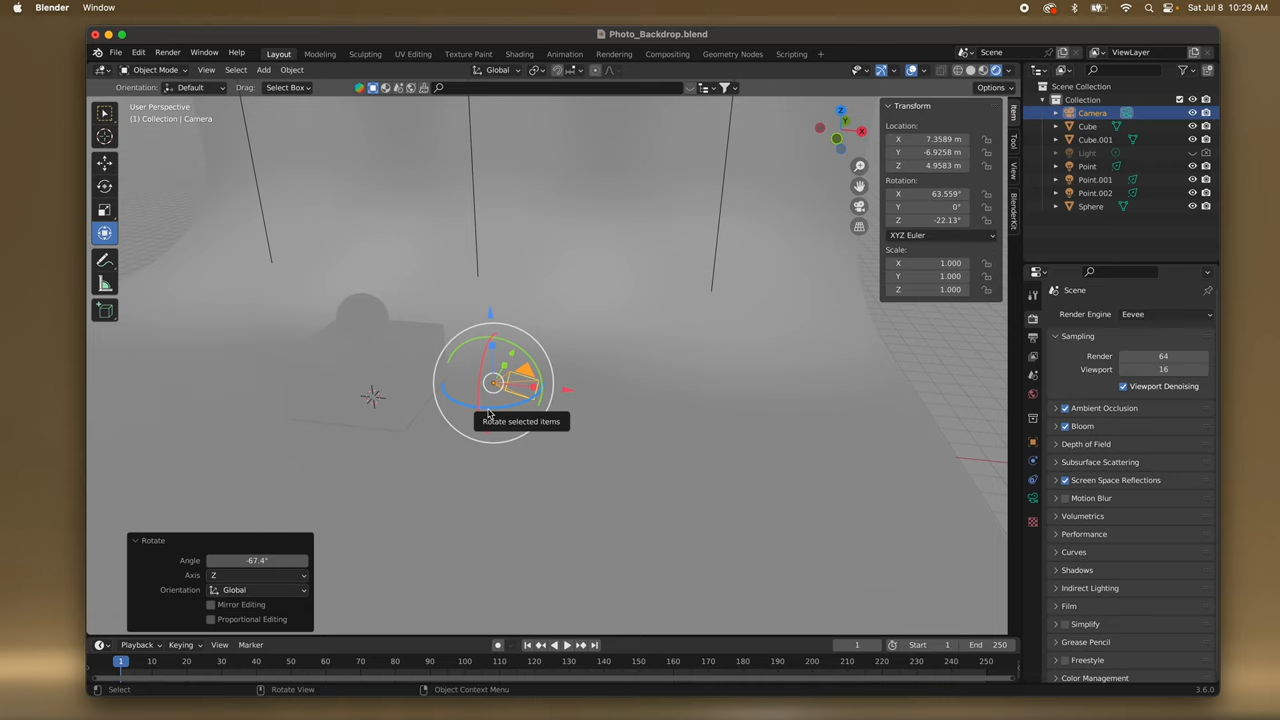 Blender Window Sat Jul 8 10:29 AM
Photo_Backdrop.blend
File Edit Render Window Help Layout Modeling Sculpting UV Editing Texture Paint Shading Animation Rendering Compositing Geometry Nodes Scripting + Scene ViewLayer
Object Mode View Select Add Object Global
Orientation: Default Drag: Select Box Options
User Perspective
(1) Collection | Camera
Z
Y
X
Transform
Location:
X 7.3589 m
Y -6.9258 m
Z 4.9583 m
Rotation:
X 63.559°
Y 0°
Z -22.13°
XYZ Euler
Scale:
X 1.000
Y 1.000
Z 1.000
Item
Tool
View
BlenderKit
Scene Collection
Collection
Camera
Cube
Cube.001
Light
Point
Point.001
Point.002
Sphere
Scene
Render Engine Eevee
Sampling
Render 64
Viewport 16
Viewport Denoising
Ambient Occlusion
Bloom
Depth of Field
Subsurface Scattering
Screen Space Reflections
Motion Blur
Volumetrics
Performance
Curves
Shadows
Indirect Lighting
Film
Simplify
Grease Pencil
Freestyle
Color Management
Rotate selected items
Rotate
Angle -67.4°
Axis Z
Orientation Global
Mirror Editing
Proportional Editing
Playback Keying View Marker 1 Start 1 End 250
1 10 20 30 40 50 60 70 80 90 100 110 120 130 140 150 160 170 180 190 200 210 220 230 240 250
Select Rotate View Object Context Menu 3.6.0